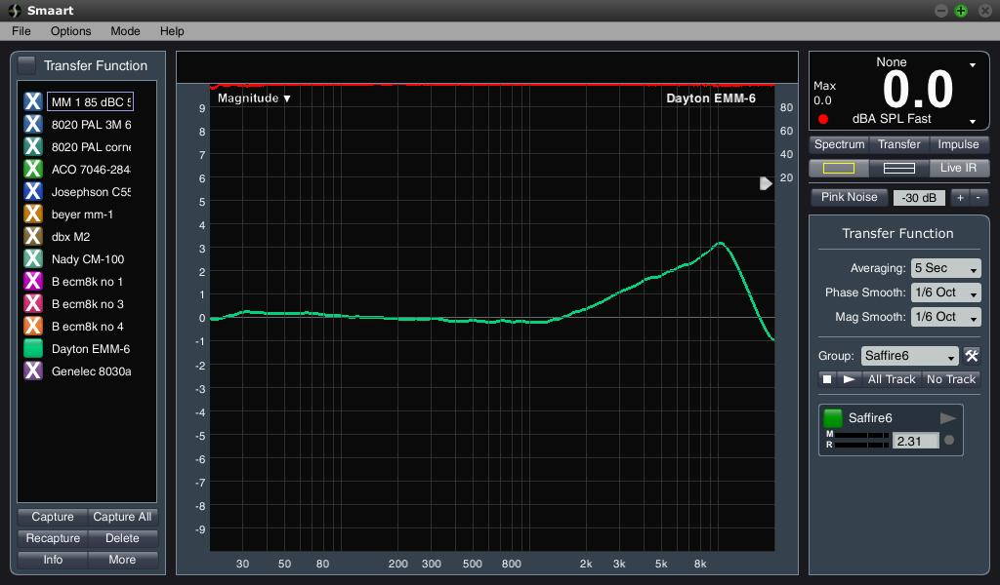 Smaart
File Options Mode Help
Transfer Function
MM 1 85 dBC
8020 PAL 3M 6
8020 PAL corne
ACO 7046-284
Josephson C55
beyer mm-1
dbx M2
Nady CM-100
B ecm8k no 1
B ecm8k no 3
B ecm8k no 4
Dayton EMM-6
Genelec 8030a
Capture Capture All
Recapture Delete
Info More
Magnitude ▼ Dayton EMM-6
9
8
7
6
5
4
3
2
1
0
-1
-2
-3
-4
-5
-6
-7
-8
-9
80
60
40
20
30 50 80 200 300 500 800 2k 3k 5k 8k
None
Max
0.0
0.0
dBA SPL Fast
Spectrum Transfer Impulse
Live IR
Pink Noise -30 dB + -
Transfer Function
Averaging: 5 Sec
Phase Smooth: 1/6 Oct
Mag Smooth: 1/6 Oct
Group: Saffire6
All Track No Track
Saffire6
M
R
2.31